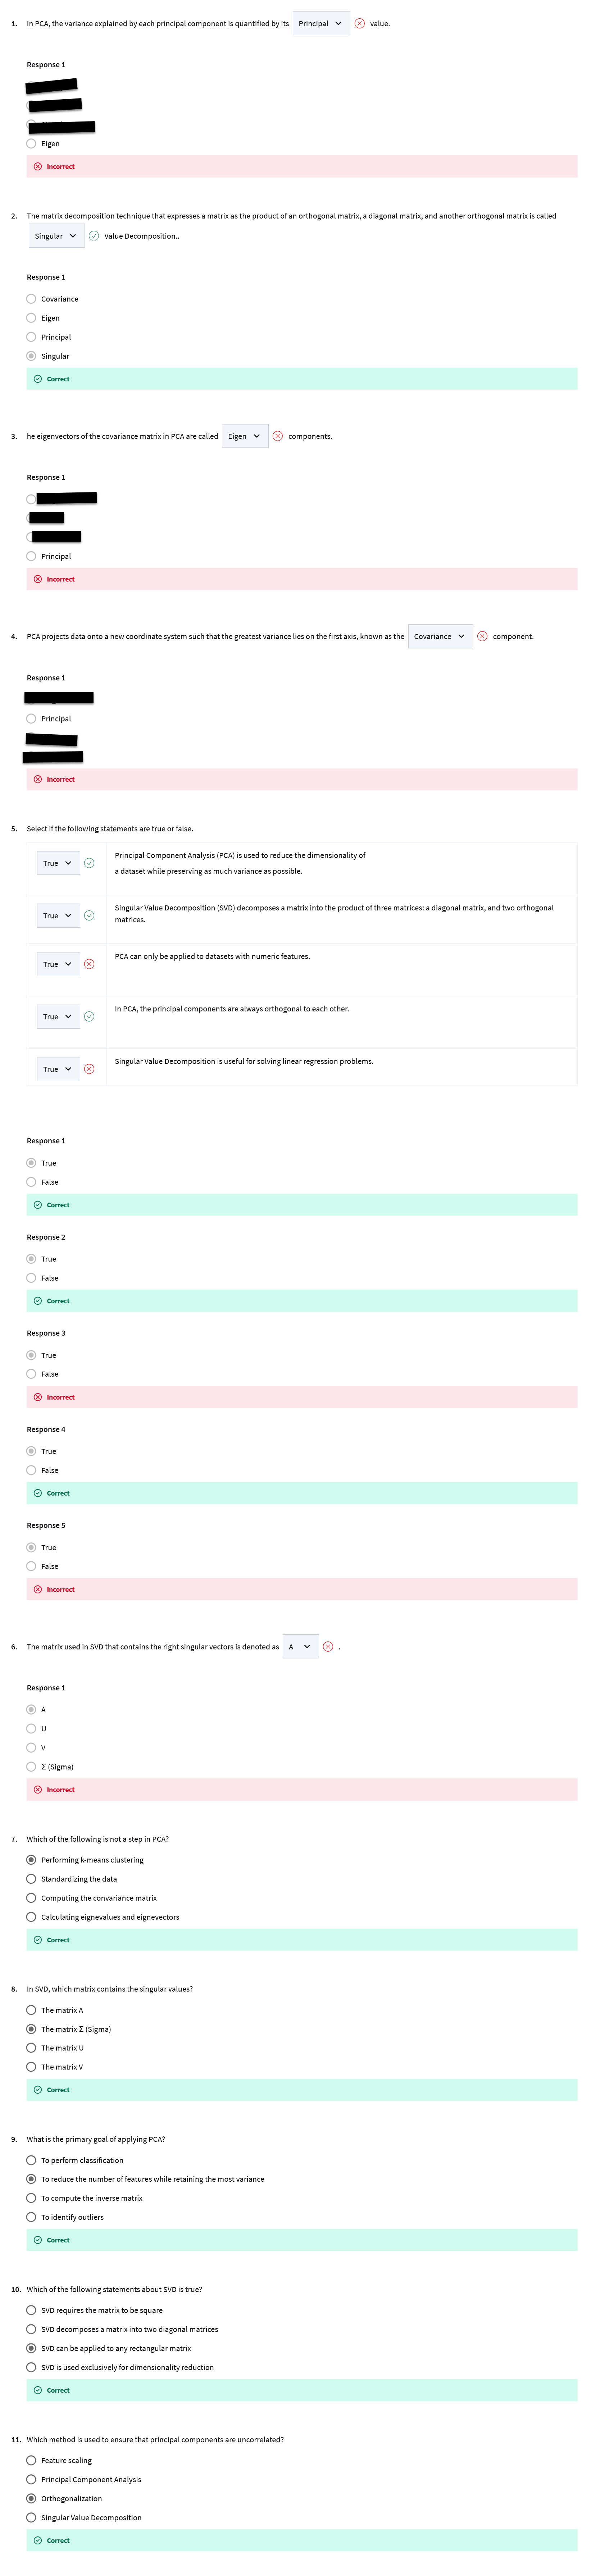 1. In PCA, the variance explained by each principal component is quantified by its Principal value.
Response 1
Eigen
Incorrect
2. The matrix decomposition technique that expresses a matrix as the product of an orthogonal matrix, a diagonal matrix, and another orthogonal matrix is called
Singular Value Decomposition..
Response 1
Covariance
Eigen
Principal
Singular
Correct
3. he eigenvectors of the covariance matrix in PCA are called Eigen components.
Response 1
Principal
Incorrect
4. PCA projects data onto a new coordinate system such that the greatest variance lies on the first axis, known as the Covariance component.
Response 1
Principal
Incorrect
5. Select if the following statements are true or false.
True Principal Component Analysis (PCA) is used to reduce the dimensionality of
a dataset while preserving as much variance as possible.
True Singular Value Decomposition (SVD) decomposes a matrix into the product of three matrices: a diagonal matrix, and two orthogonal
matrices.
True PCA can only be applied to datasets with numeric features.
True In PCA, the principal components are always orthogonal to each other.
True Singular Value Decomposition is useful for solving linear regression problems.
Response 1
True
False
Correct
Response 2
True
False
Correct
Response 3
True
False
Incorrect
Response 4
True
False
Correct
Response 5
True
False
Incorrect
6. The matrix used in SVD that contains the right singular vectors is denoted as A .
Response 1
A
U
V
Σ (Sigma)
Incorrect
7. Which of the following is not a step in PCA?
Performing k-means clustering
Standardizing the data
Computing the convariance matrix
Calculating eignevalues and eignevectors
Correct
8. In SVD, which matrix contains the singular values?
The matrix A
The matrix Σ (Sigma)
The matrix U
The matrix V
Correct
9. What is the primary goal of applying PCA?
To perform classification
To reduce the number of features while retaining the most variance
To compute the inverse matrix
To identify outliers
Correct
10. Which of the following statements about SVD is true?
SVD requires the matrix to be square
SVD decomposes a matrix into two diagonal matrices
SVD can be applied to any rectangular matrix
SVD is used exclusively for dimensionality reduction
Correct
11. Which method is used to ensure that principal components are uncorrelated?
Feature scaling
Principal Component Analysis
Orthogonalization
Singular Value Decomposition
Correct